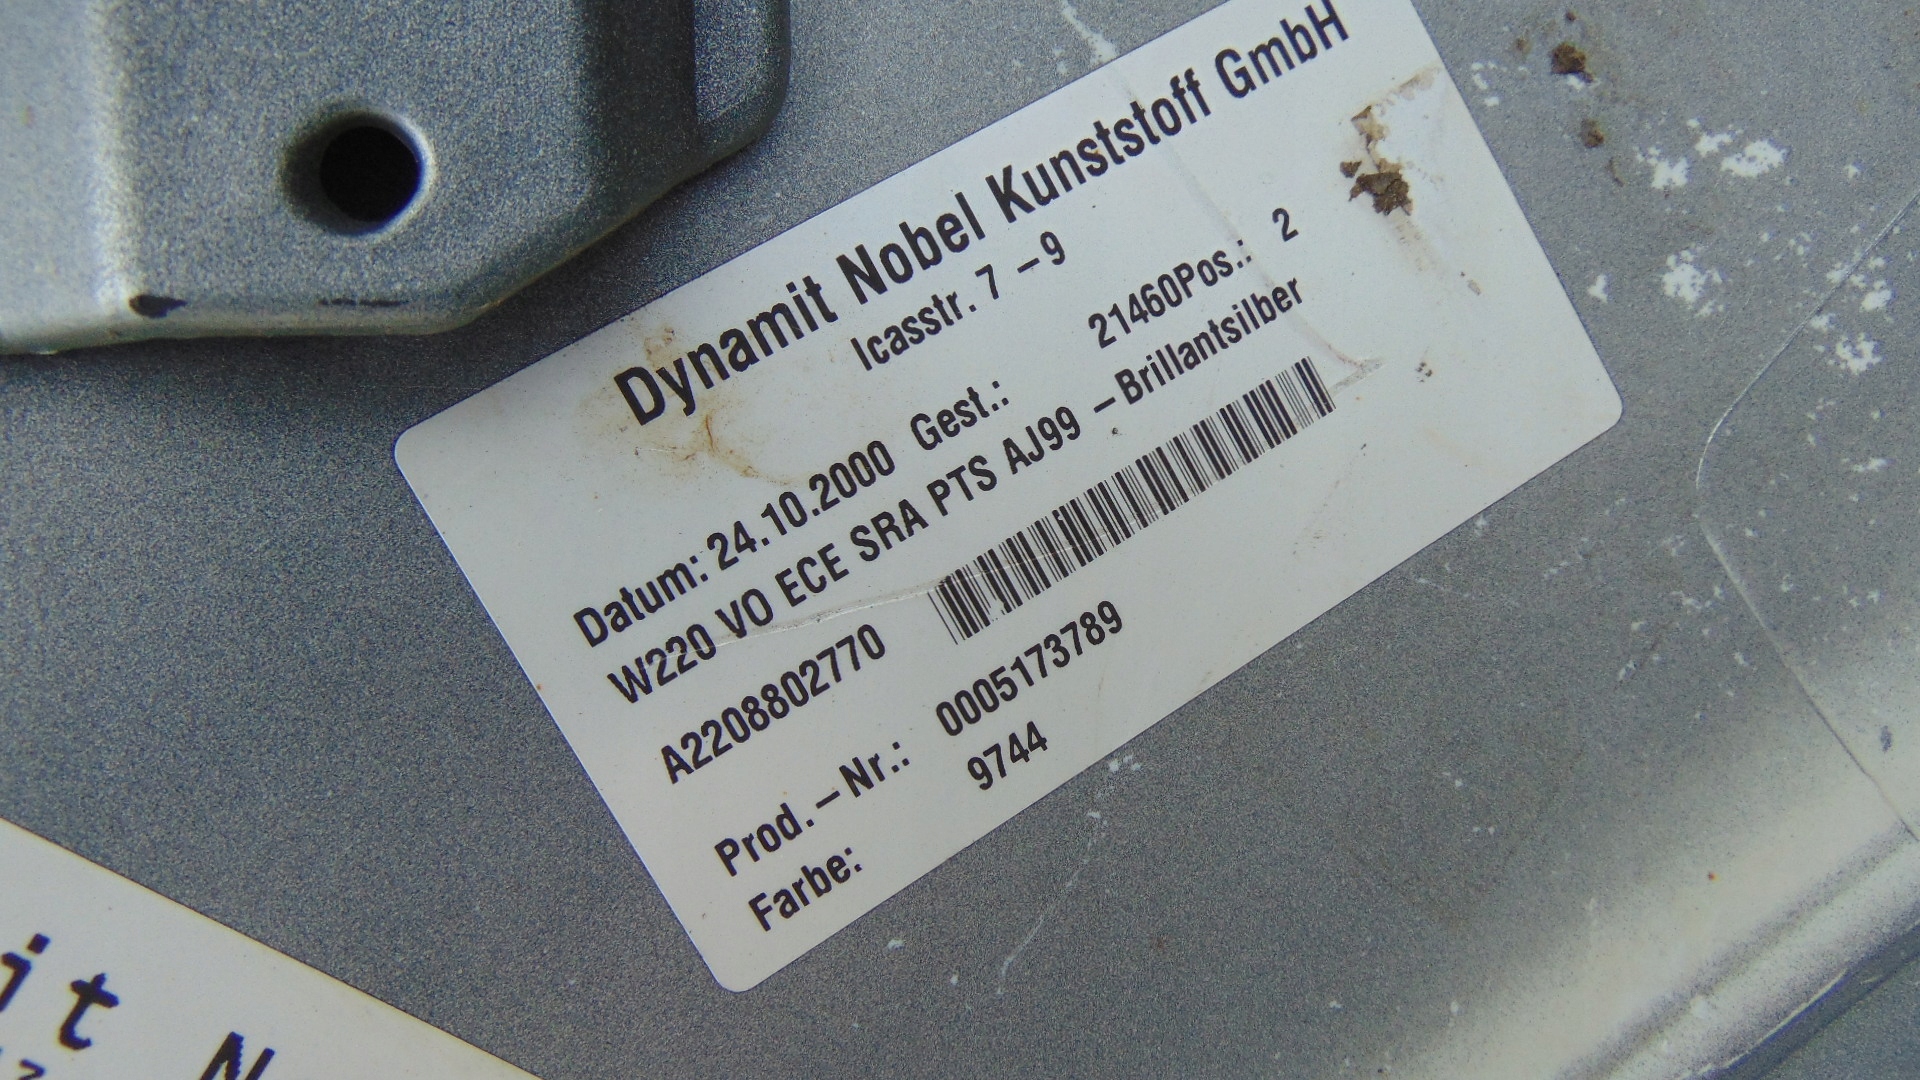 Dynamit Nobel Kunststoff GmbH
Icasstr. 7 – 9
Datum: 24.10.2000 Gest.: 21460Pos.: 2
W220 VO ECE SRA PTS AJ99 –Brillantsilber
A2208802770
Prod.–Nr.: 0005173789
Farbe: 9744
it N